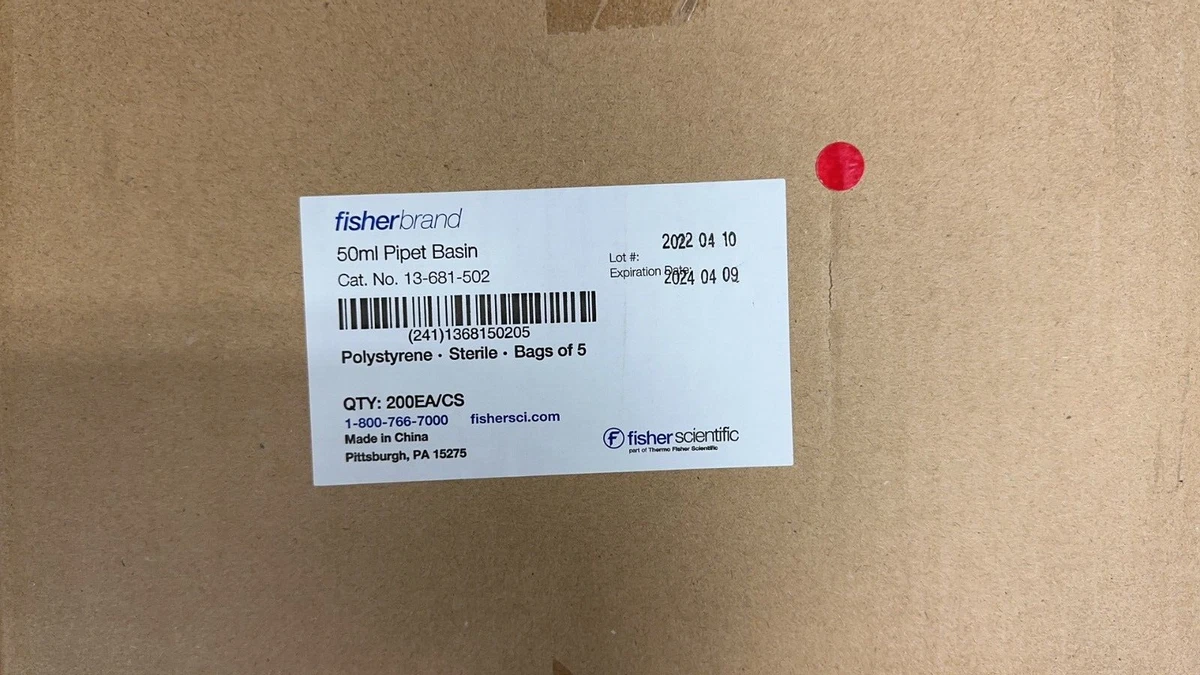 fisherbrand
50ml Pipet Basin
Cat. No. 13-681-502
(241)1368150205
Polystyrene · Sterile · Bags of 5
2022 04 10
Lot #:
Expiration Date:
2024 04 09
QTY: 200EA/CS
1-800-766-7000 fishersci.com
Made in China
Pittsburgh, PA 15275
fisher scientific
part of Thermo Fisher Scientific